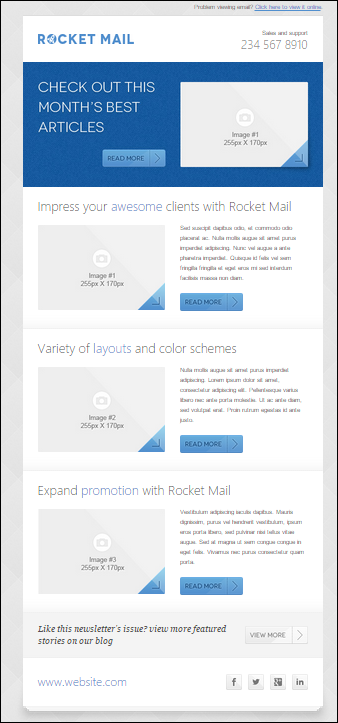 Problem viewing email? Click here to view it online.
ROCKET MAIL
Sales and support
234 567 8910
CHECK OUT THIS
MONTH'S BEST
ARTICLES
READ MORE
Image #1
255px X 170px
Impress your awesome clients with Rocket Mail
Image #1
255px X 170px
Sed suscipit dapibus odio, et commodo odio
placerat ac. Nulla mollis augue sit amet purus
imperdiet adipiscing. Nunc vel augue a ante
pharetra imperdiet. Quisque id felis vel sem
fringilla fringilla et eget eros mi sed interdum
facilisis massa non diam.
READ MORE
Variety of layouts and color schemes
Image #2
255px X 170px
Nulla mollis augue sit amet purus imperdiet
adipiscing. Lorem ipsum dolor sit amet,
consectetur adipiscing elit. Pellentesque varius
libero nec ante porta molestie. Ut ac ante diam,
sed volutpat erat. Proin rutrum egestas id ante
justo.
READ MORE
Expand promotion with Rocket Mail
Image #3
255px X 170px
Vestibulum adipiscing iaculis dapibus. Mauris
dignissim, purus vel hendrerit vestibulum, ipsum
eros porta libero, sed pulvinar nisi tellus vitae
augue. Sed at magna ut sem congue congue in
eget felis. Vivamus nec purus consectetur quam
porta.
READ MORE
Like this newsletter's issue? view more featured
stories on our blog
VIEW MORE
www.website.com